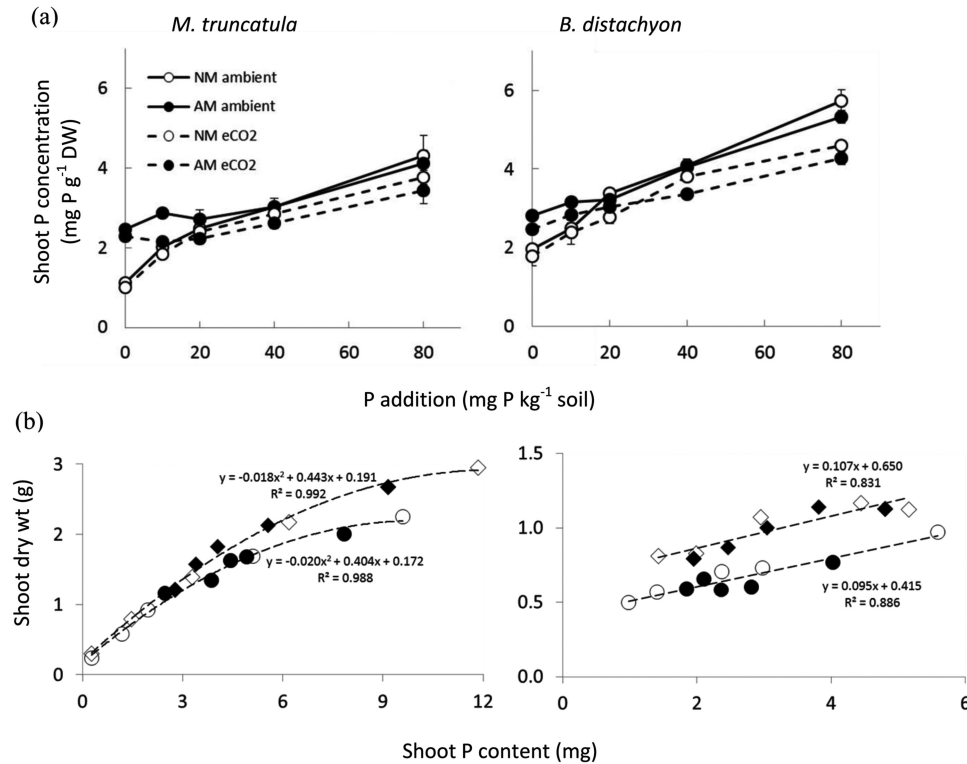 (a)
M. truncatula
B. distachyon
Shoot P concentration
(mg P g⁻¹ DW)
6
4
2
0
NM ambient
AM ambient
NM eCO2
AM eCO2
0 20 40 60 80
6
4
2
0
0 20 40 60 80
P addition (mg P kg⁻¹ soil)
(b)
Shoot dry wt (g)
3
2
1
0
y = -0.018x² + 0.443x + 0.191
R² = 0.992
y = -0.020x² + 0.404x + 0.172
R² = 0.988
0 3 6 9 12
1.5
1.0
0.5
0.0
y = 0.107x + 0.650
R² = 0.831
y = 0.095x + 0.415
R² = 0.886
0 2 4 6
Shoot P content (mg)